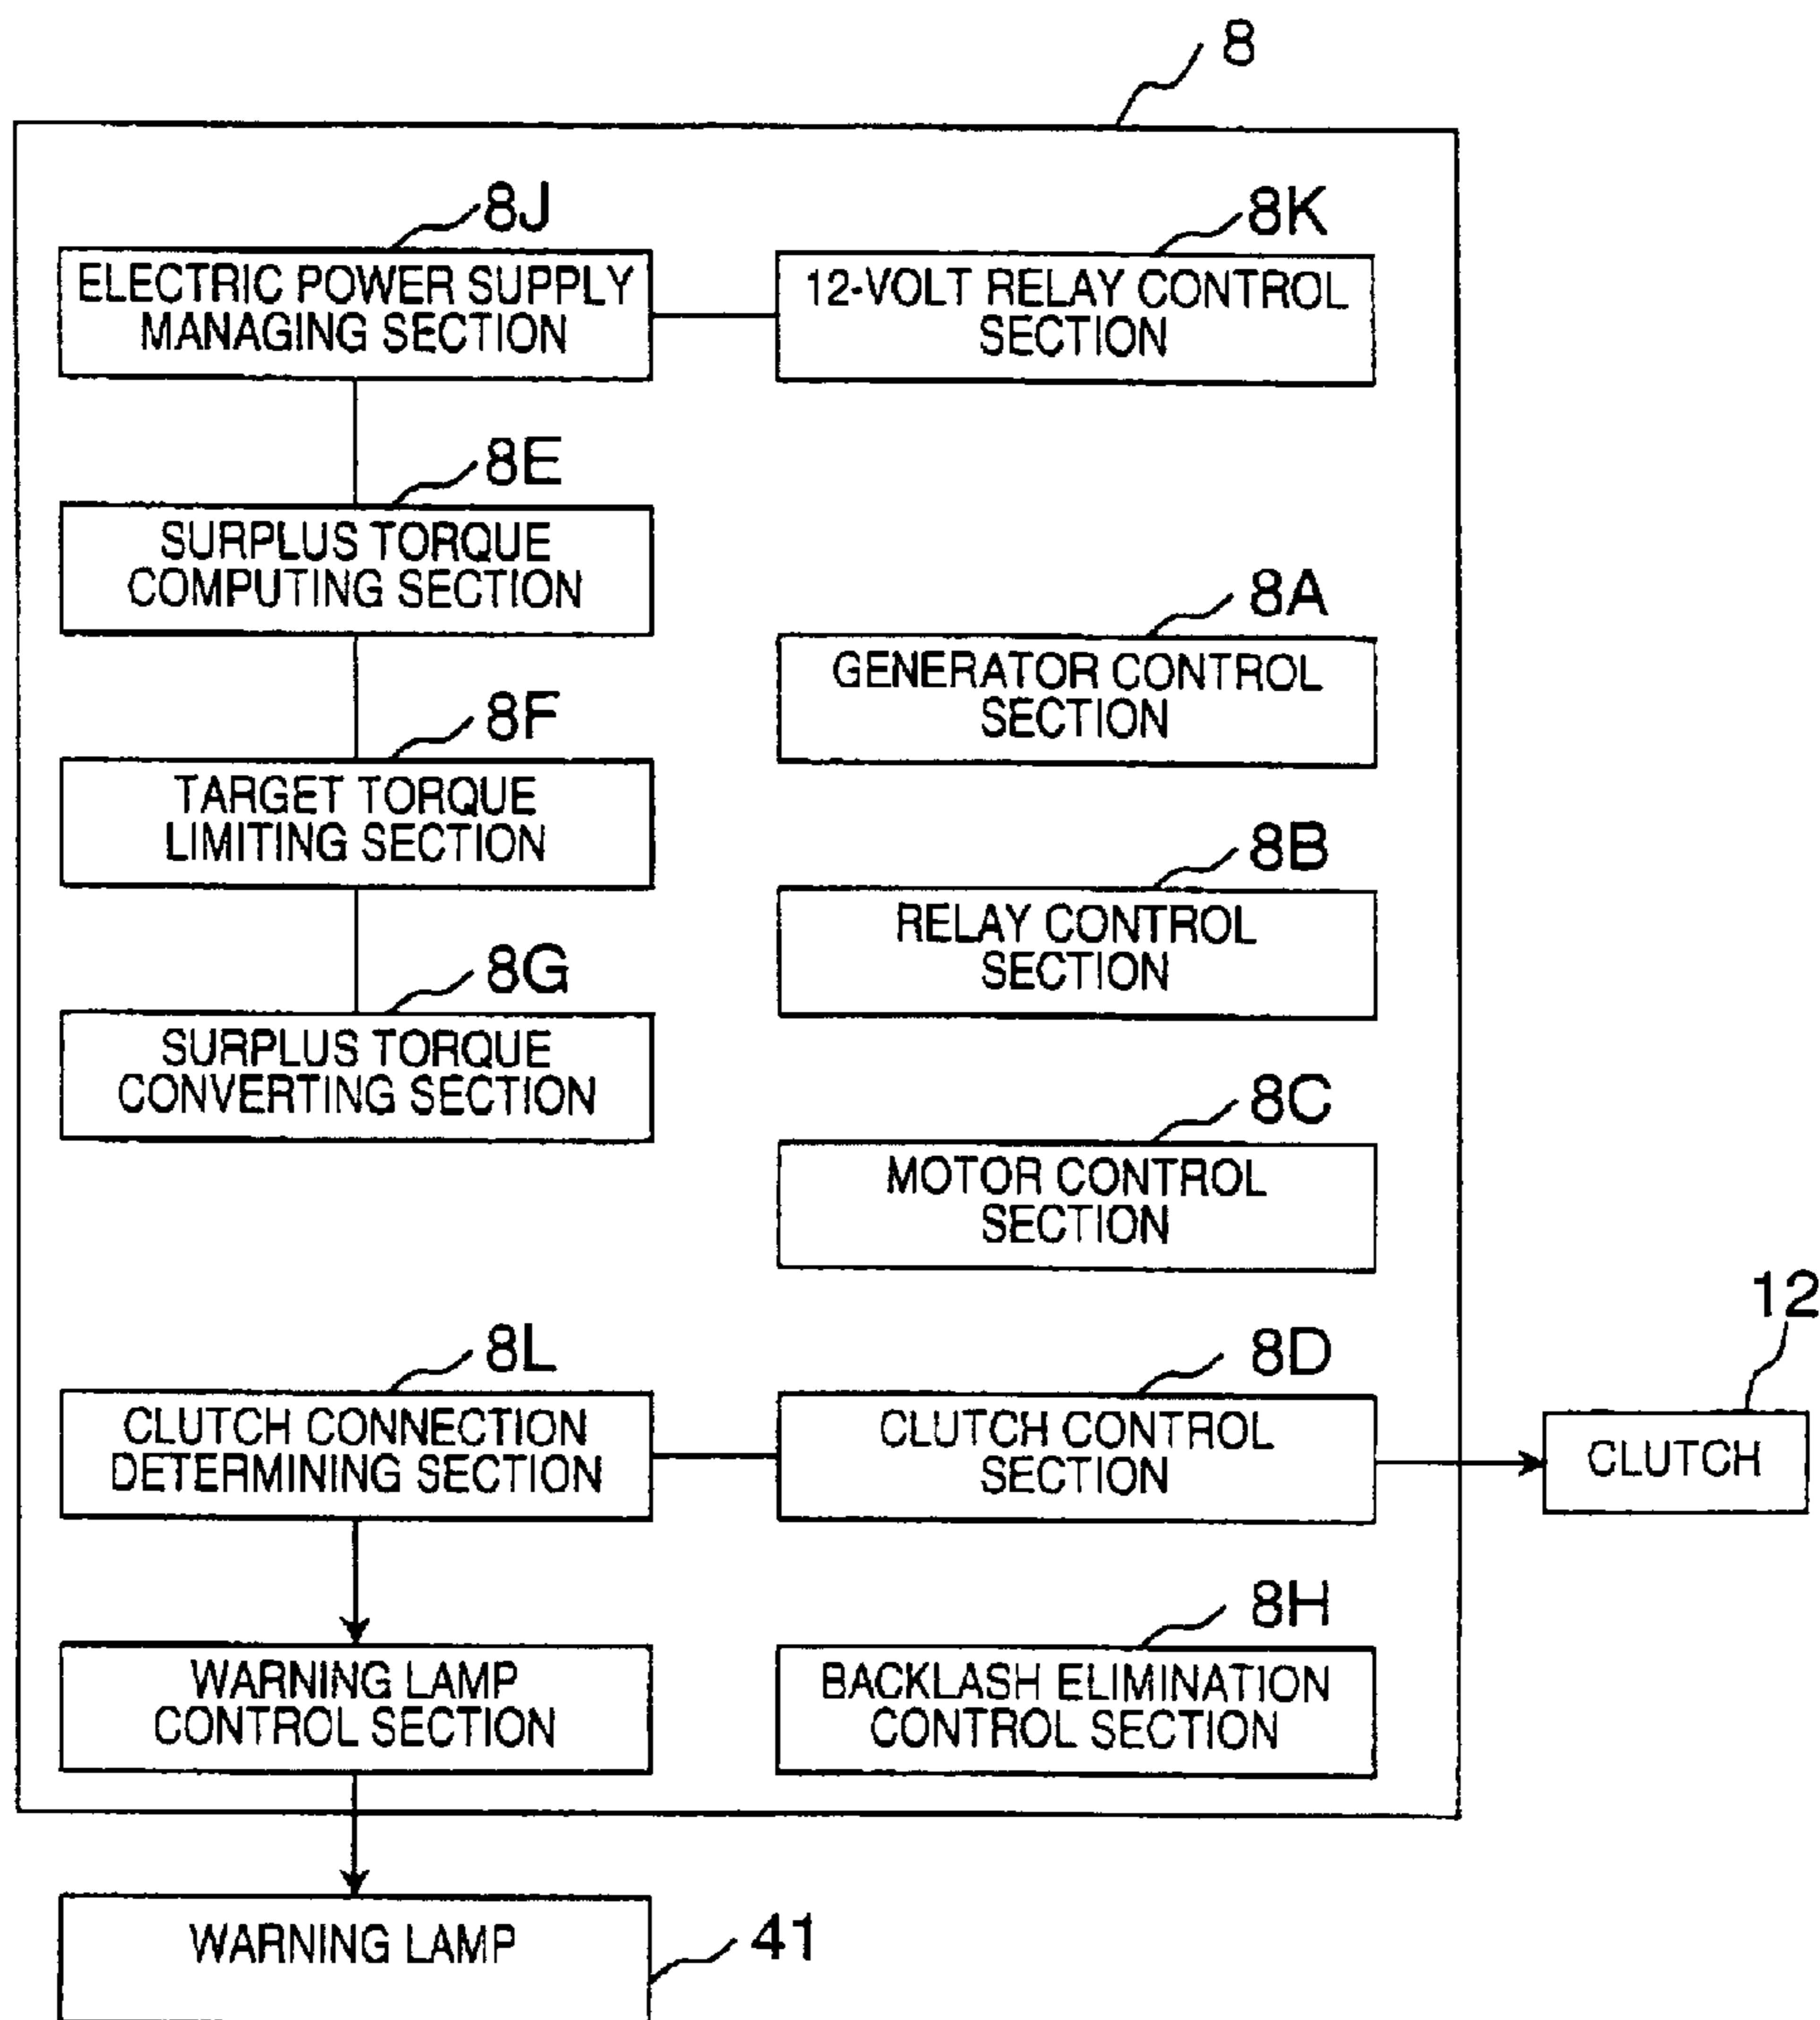 8
8J
ELECTRIC POWER SUPPLY
MANAGING SECTION
8K
12-VOLT RELAY CONTROL
SECTION
8E
SURPLUS TORQUE
COMPUTING SECTION
8A
GENERATOR CONTROL
SECTION
8F
TARGET TORQUE
LIMITING SECTION
8B
RELAY CONTROL
SECTION
8G
SURPLUS TORQUE
CONVERTING SECTION
8C
MOTOR CONTROL
SECTION
8L
CLUTCH CONNECTION
DETERMINING SECTION
8D
CLUTCH CONTROL
SECTION
12
CLUTCH
WARNING LAMP
CONTROL SECTION
8H
BACKLASH ELIMINATION
CONTROL SECTION
WARNING LAMP
41